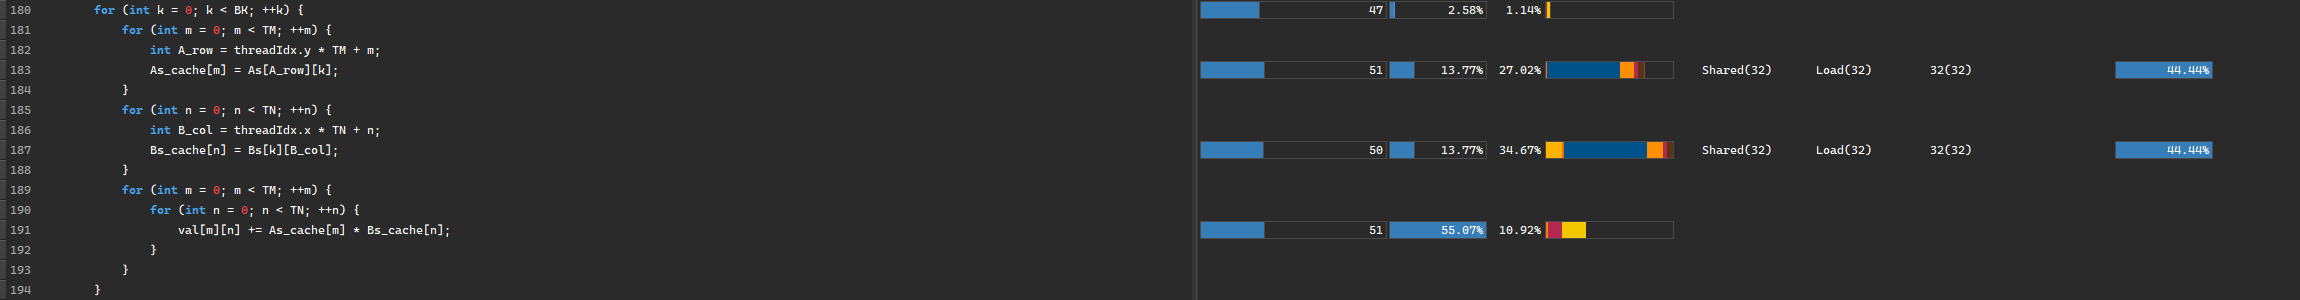 180 for (int k = 0; k < BK; ++k) { 47 2.58% 1.14%
181 for (int m = 0; m < TM; ++m) {
182 int A_row = threadIdx.y * TM + m;
183 As_cache[m] = As[A_row][k]; 51 13.77% 27.02% Shared(32) Load(32) 32(32) 44.44%
184 }
185 for (int n = 0; n < TN; ++n) {
186 int B_col = threadIdx.x * TN + n;
187 Bs_cache[n] = Bs[k][B_col]; 50 13.77% 34.67% Shared(32) Load(32) 32(32) 44.44%
188 }
189 for (int m = 0; m < TM; ++m) {
190 for (int n = 0; n < TN; ++n) {
191 val[m][n] += As_cache[m] * Bs_cache[n]; 51 55.07% 10.92%
192 }
193 }
194 }